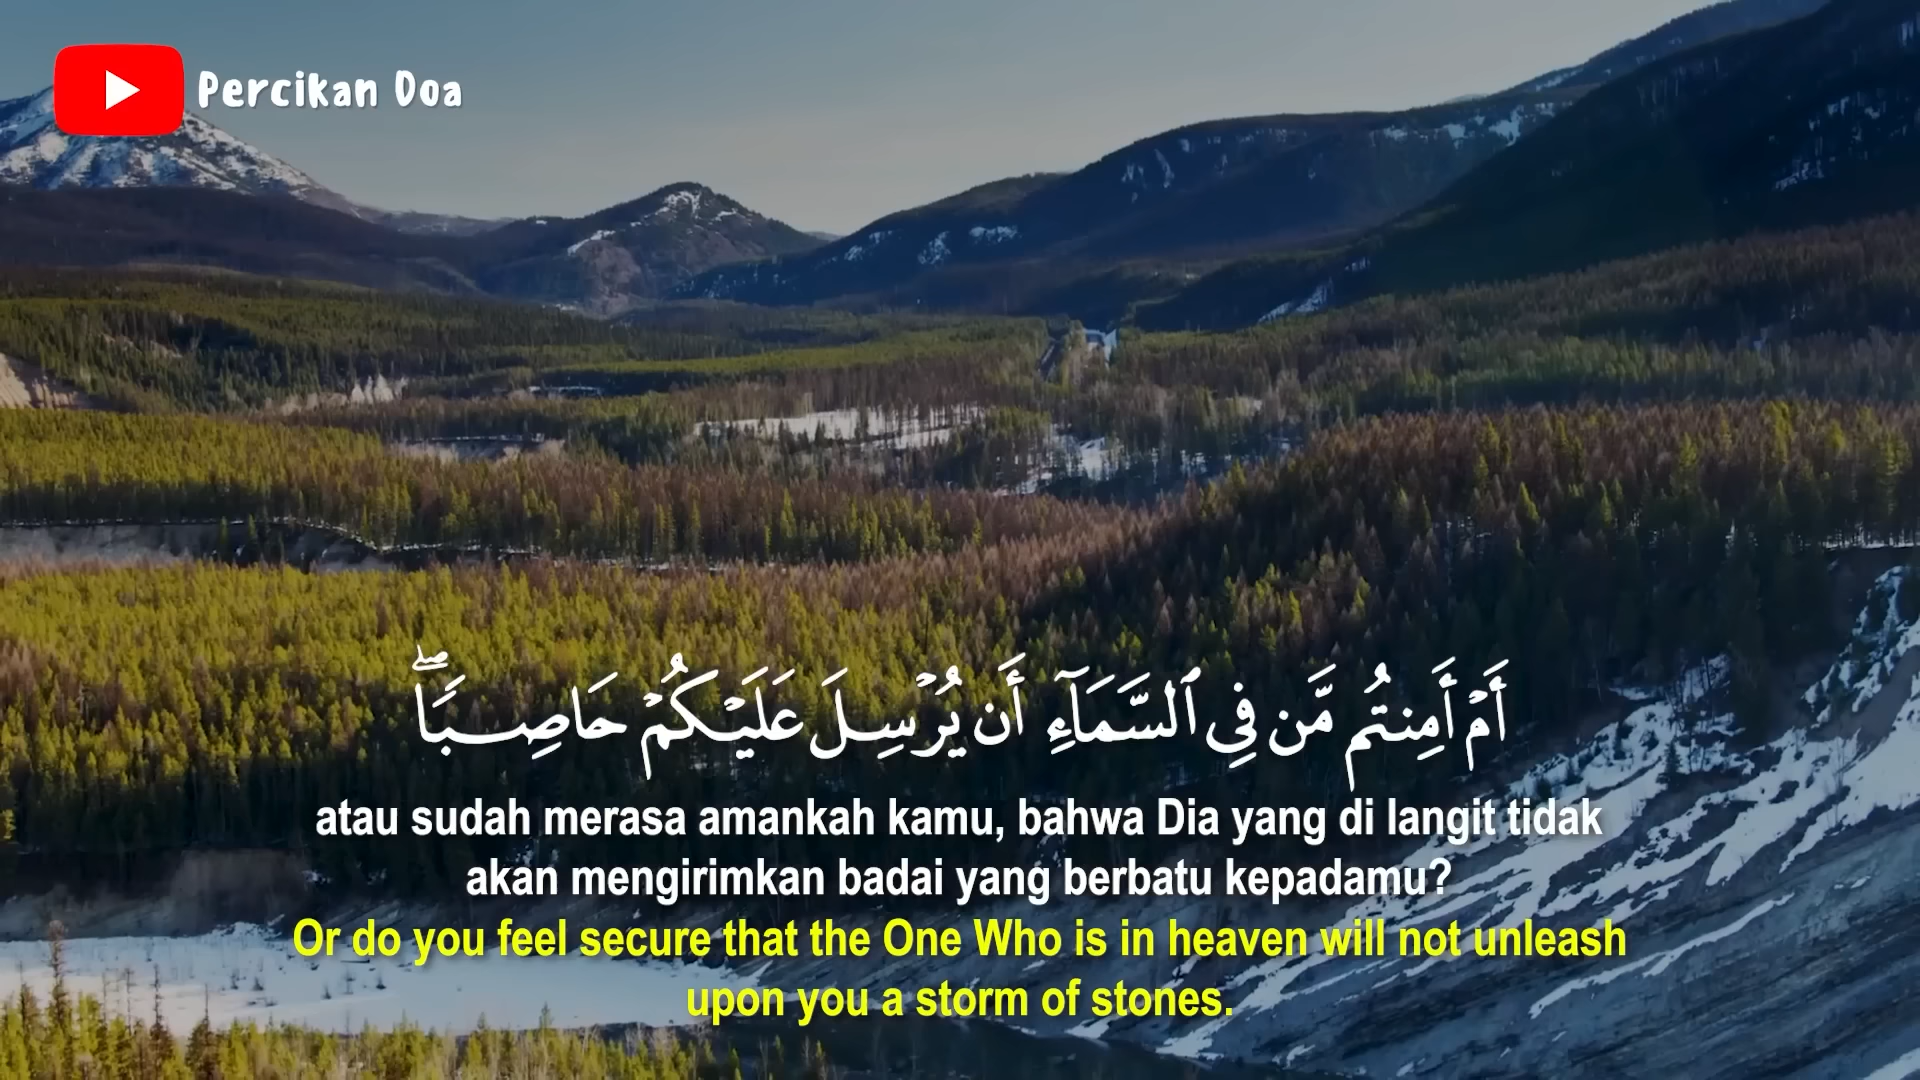 Percikan Doa
أَمْ أَمِنتُم مَّن فِى ٱلسَّمَآءِ أَن يُرْسِلَ عَلَيْكُمْ حَاصِبًا ۖ
atau sudah merasa amankah kamu, bahwa Dia yang di langit tidak
akan mengirimkan badai yang berbatu kepadamu?
Or do you feel secure that the One Who is in heaven will not unleash
upon you a storm of stones.